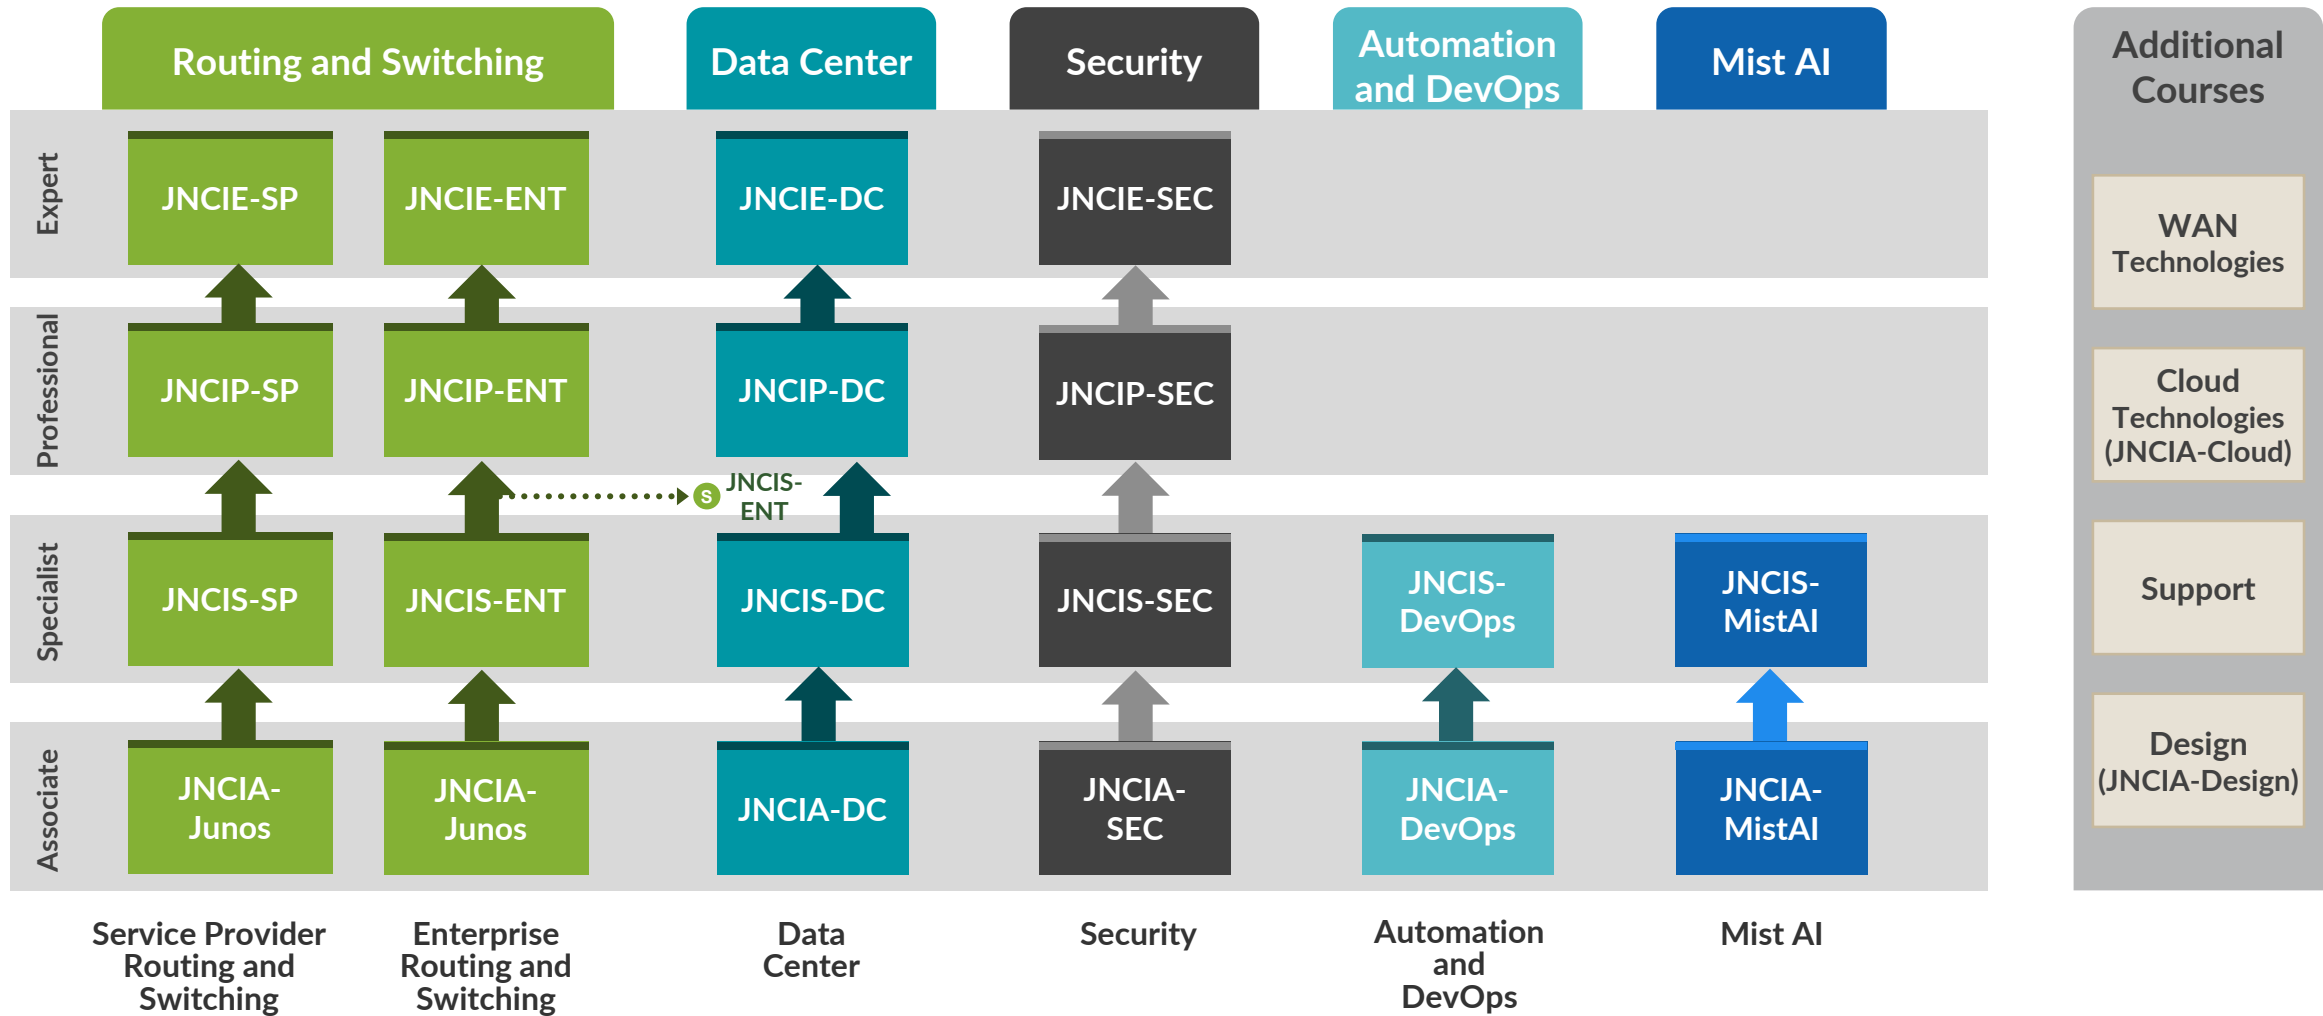 Routing and Switching
Data Center
Security
Automation
and DevOps
Mist AI
Additional
Courses
Expert
JNCIE-SP
JNCIE-ENT
JNCIE-DC
JNCIE-SEC
Professional
JNCIP-SP
JNCIP-ENT
JNCIP-DC
JNCIP-SEC
S
JNCIS-
ENT
Specialist
JNCIS-SP
JNCIS-ENT
JNCIS-DC
JNCIS-SEC
JNCIS-
DevOps
JNCIS-
MistAI
Associate
JNCIA-
Junos
JNCIA-
Junos
JNCIA-DC
JNCIA-
SEC
JNCIA-
DevOps
JNCIA-
MistAI
WAN
Technologies
Cloud
Technologies
(JNCIA-Cloud)
Support
Design
(JNCIA-Design)
Service Provider
Routing and
Switching
Enterprise
Routing and
Switching
Data
Center
Security
Automation
and
DevOps
Mist AI